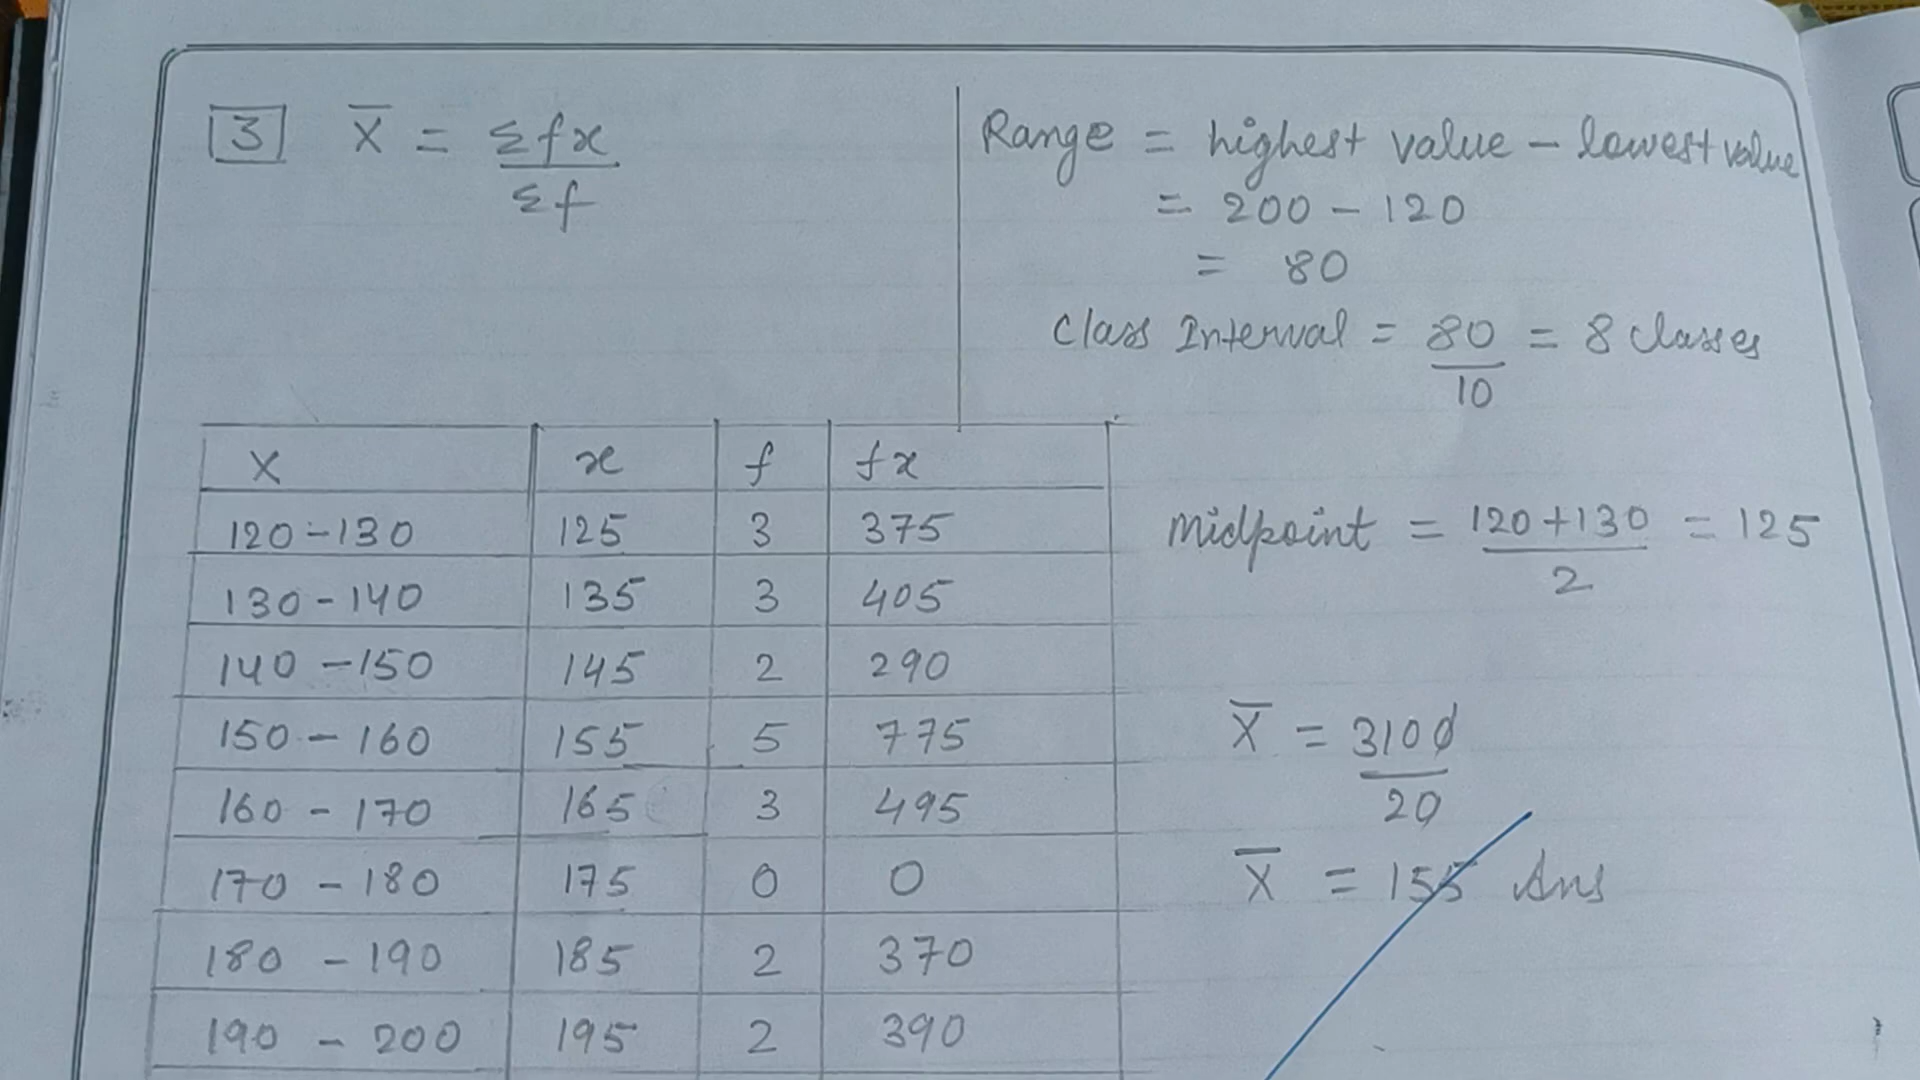 3 X̄ = Σfx / Σf
Range = highest value - lowest value
= 200 - 120
= 80
Class Interval = 80/10 = 8 Classes
X x f fx
120-130 125 3 375
130-140 135 3 405
140-150 145 2 290
150-160 155 5 775
160-170 165 3 495
170-180 175 0 0
180-190 185 2 370
190-200 195 2 390
Midpoint = 120+130 / 2 = 125
X̄ = 3100 / 20
X̄ = 155 Ans